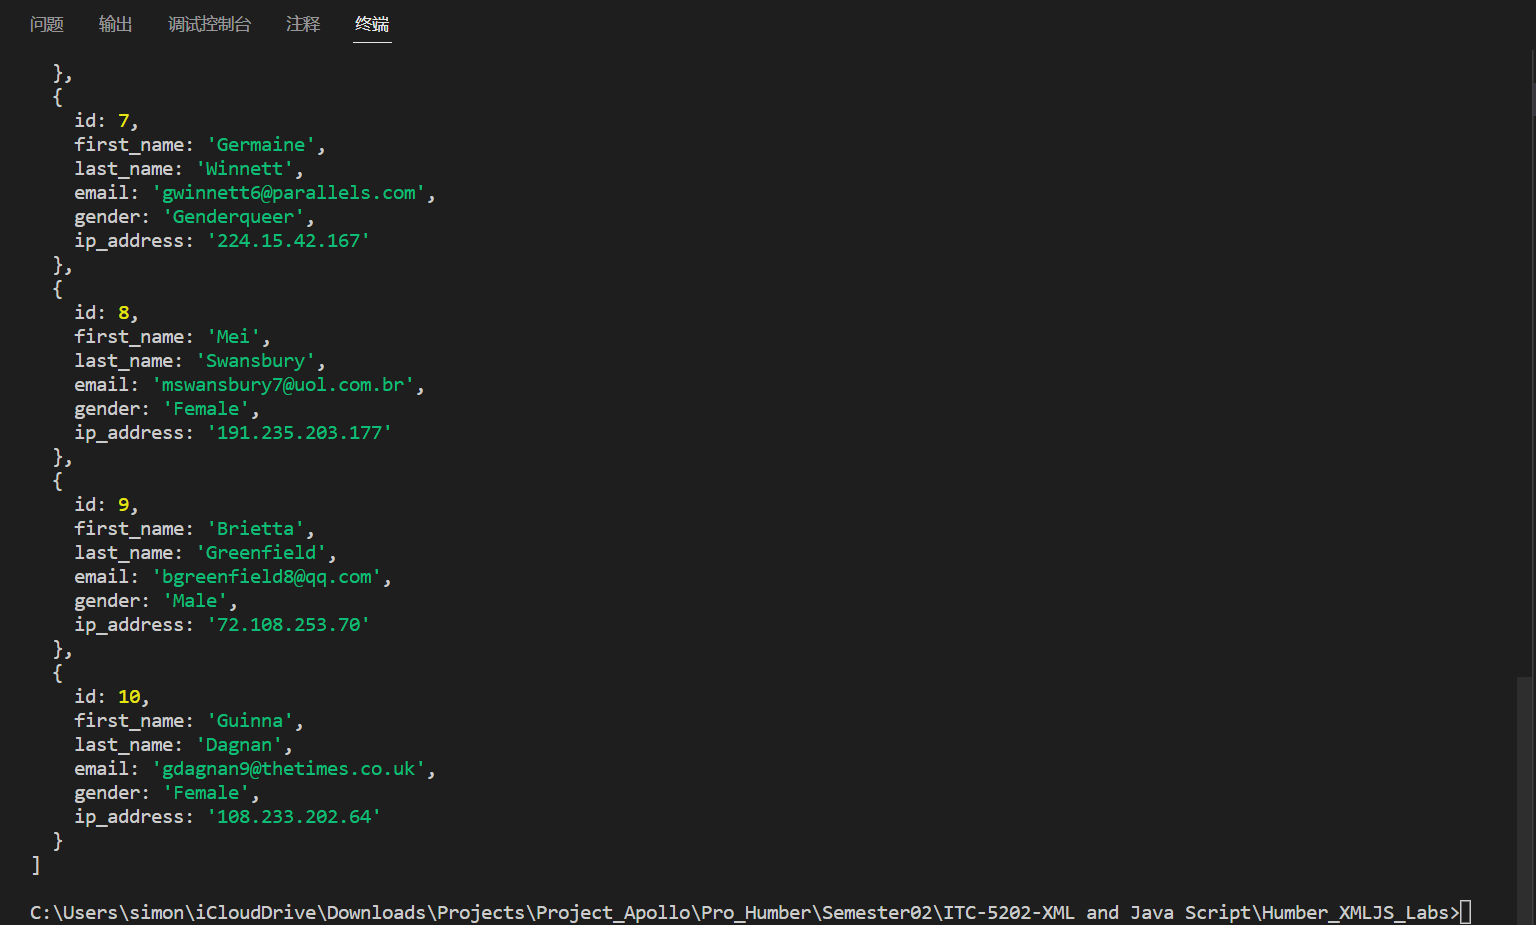 问题 输出 调试控制台 注释 终端
},
{
id: 7,
first_name: 'Germaine',
last_name: 'Winnett',
email: 'gwinnett6@parallels.com',
gender: 'Genderqueer',
ip_address: '224.15.42.167'
},
{
id: 8,
first_name: 'Mei',
last_name: 'Swansbury',
email: 'mswansbury7@uol.com.br',
gender: 'Female',
ip_address: '191.235.203.177'
},
{
id: 9,
first_name: 'Brietta',
last_name: 'Greenfield',
email: 'bgreenfield8@qq.com',
gender: 'Male',
ip_address: '72.108.253.70'
},
{
id: 10,
first_name: 'Guinna',
last_name: 'Dagnan',
email: 'gdagnan9@thetimes.co.uk',
gender: 'Female',
ip_address: '108.233.202.64'
}
]
C:\Users\simon\iCloudDrive\Downloads\Projects\Project_Apollo\Pro_Humber\Semester02\ITC-5202-XML and Java Script\Humber_XMLJS_Labs>